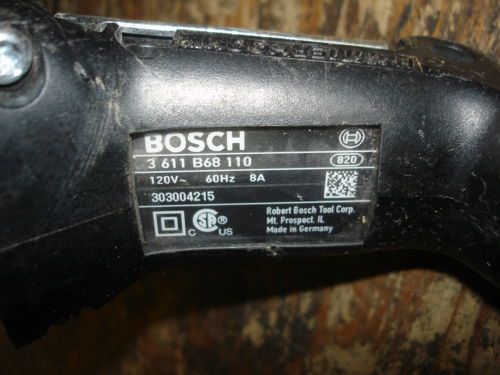 BOSCH
3 611 B68 110
820
120V~ 60Hz 8A
303004215
C US
Robert Bosch Tool Corp.
Mt. Prospect, IL
Made in Germany